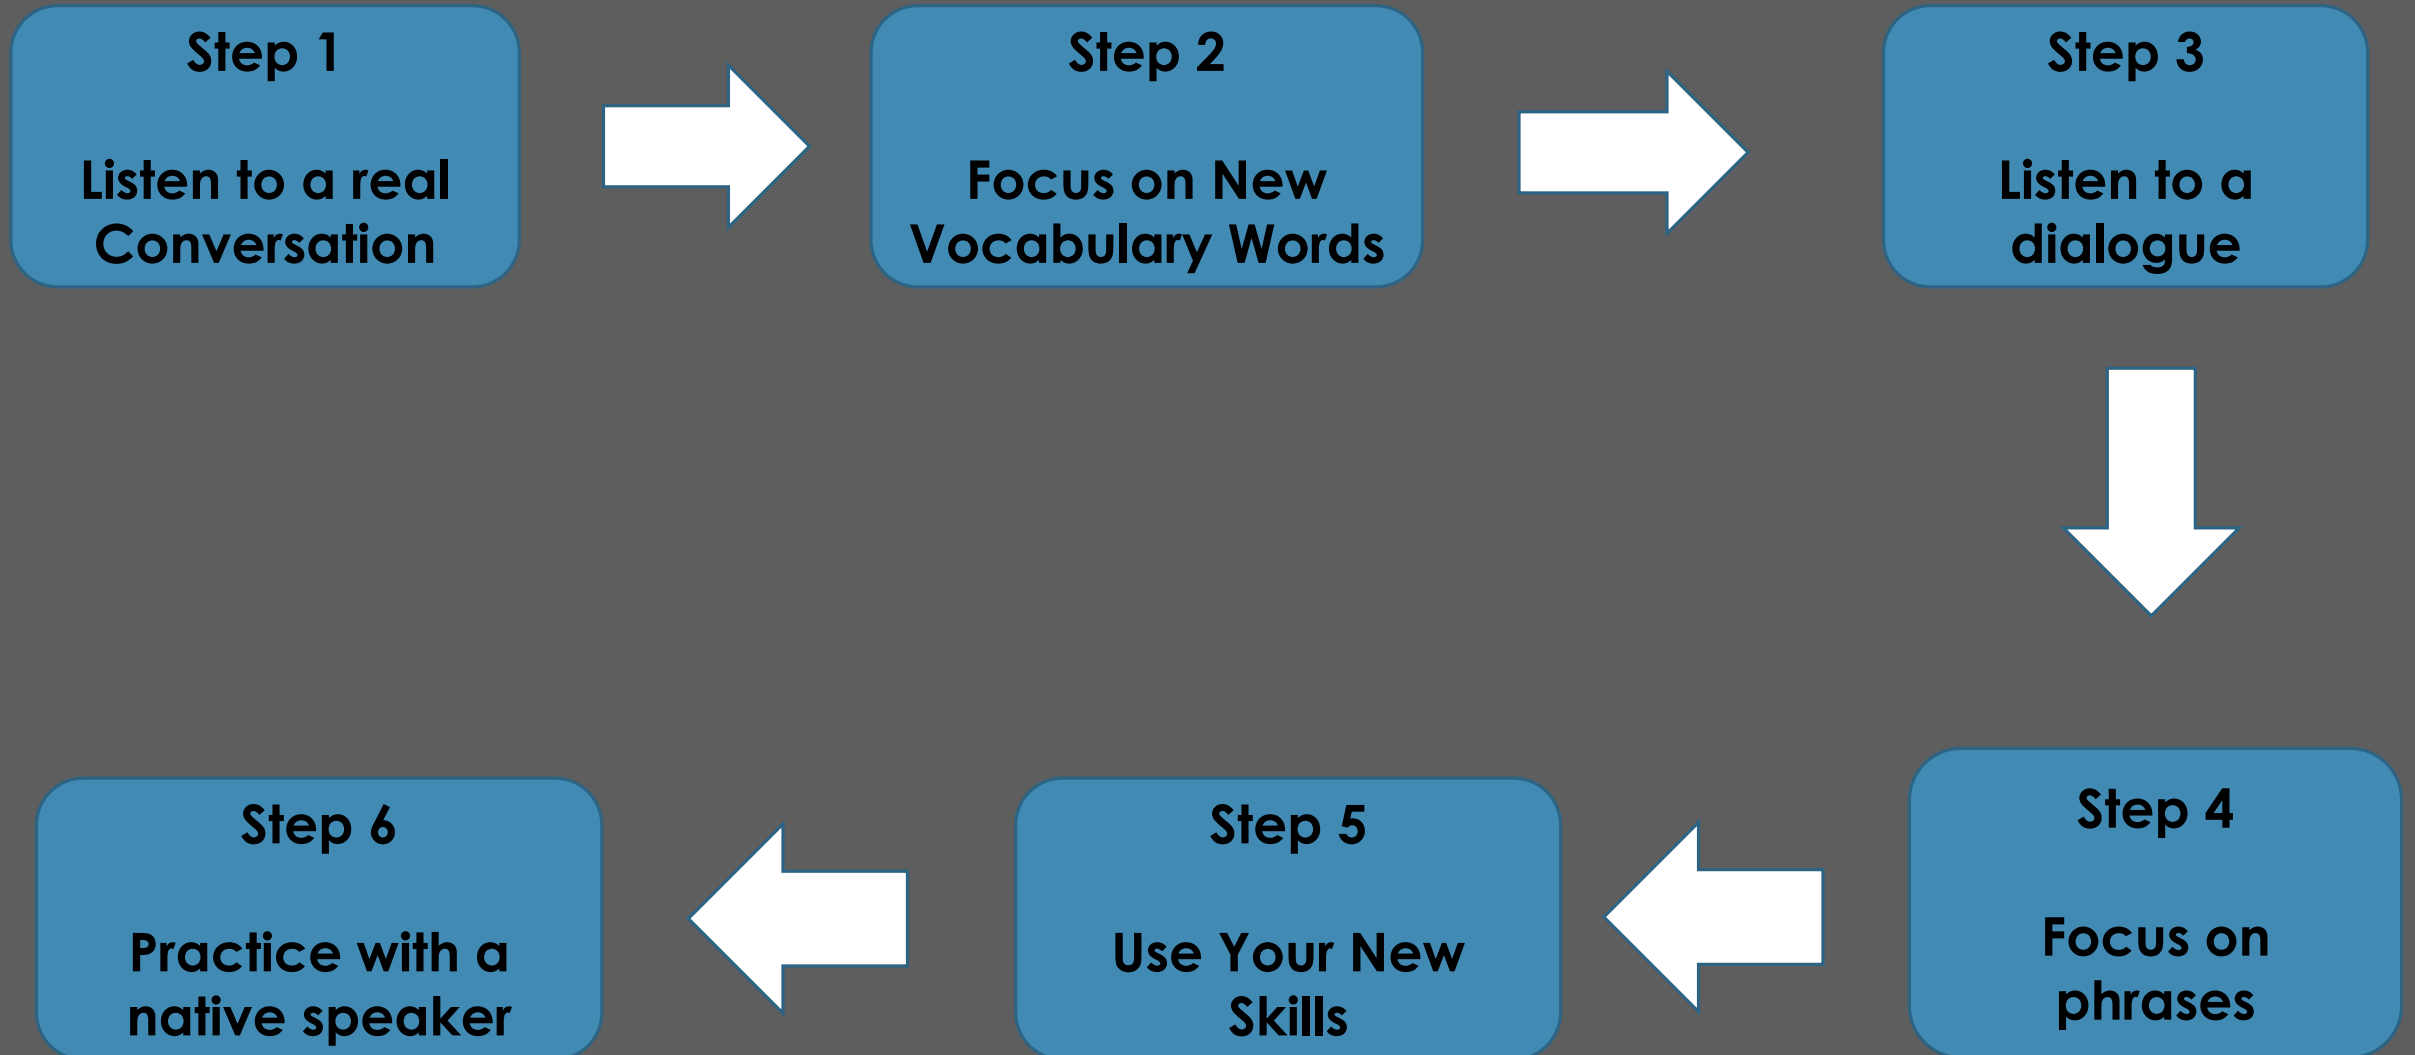 Step 1
Listen to a real
Conversation
Step 2
Focus on New
Vocabulary Words
Step 3
Listen to a
dialogue
Step 4
Focus on
phrases
Step 5
Use Your New
Skills
Step 6
Practice with a
native speaker